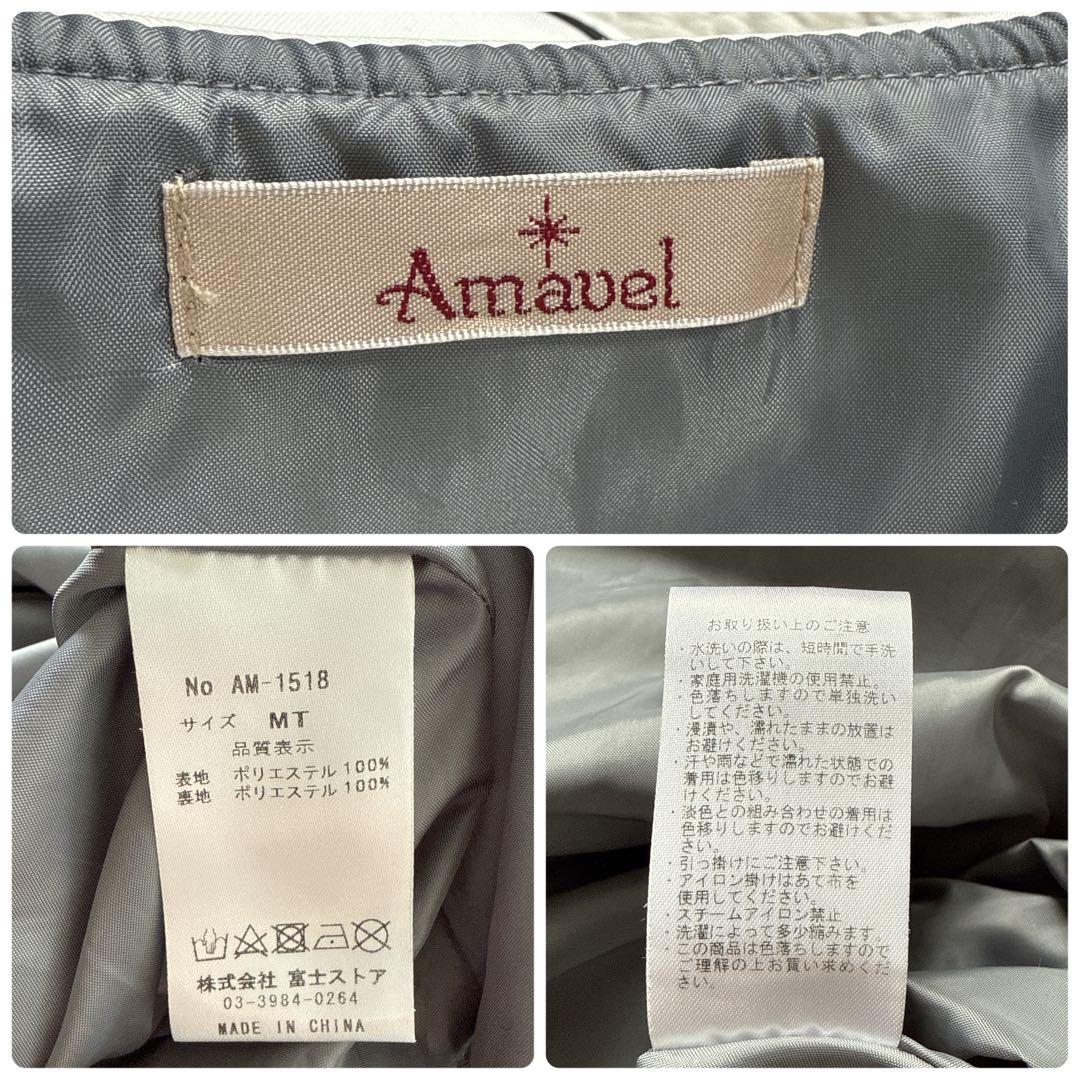 Amavel
No AM-1518
サイズ MT
品質表示
表地 ポリエステル100%
裏地 ポリエステル100%
株式会社 富士ストア
03-3984-0264
MADE IN CHINA
お取り扱い上のご注意
・水洗いの際は、短時間で手洗
いして下さい。
・家庭用洗濯機の使用禁止。
・色落ちしますので単独洗い
してください。
・浸漬や、濡れたままの放置は
お避けください。
・汗や雨などで濡れた状態での
着用は色移りしますのでお避
けください。
・淡色との組み合わせの着用は
色移りしますのでお避けくだ
さい。
・引っ掛けにご注意下さい。
・アイロン掛けはあて布を
使用してください。
・スチームアイロン禁止
・洗濯によって多少縮みます
・この商品は色落ちしますので
ご理解の上お買い求めくだ
さい。